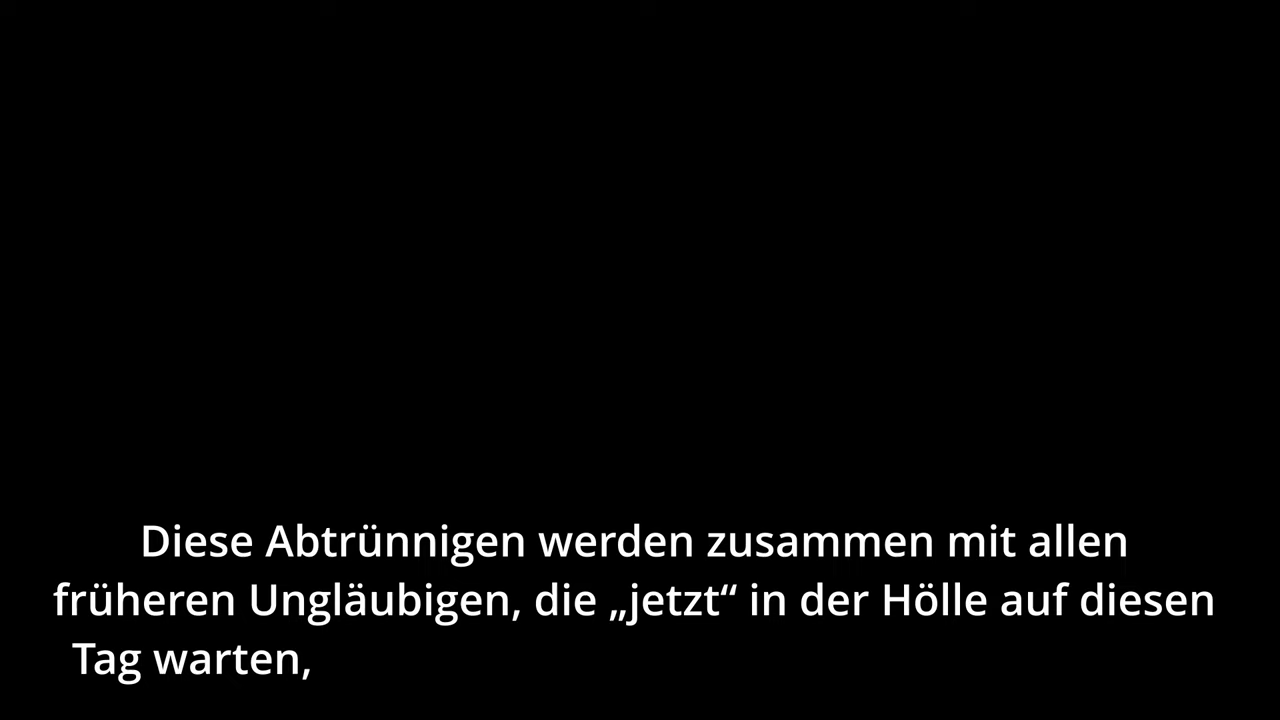 Diese Abtrünnigen werden zusammen mit allen
früheren Ungläubigen, die „jetzt“ in der Hölle auf diesen
Tag warten,